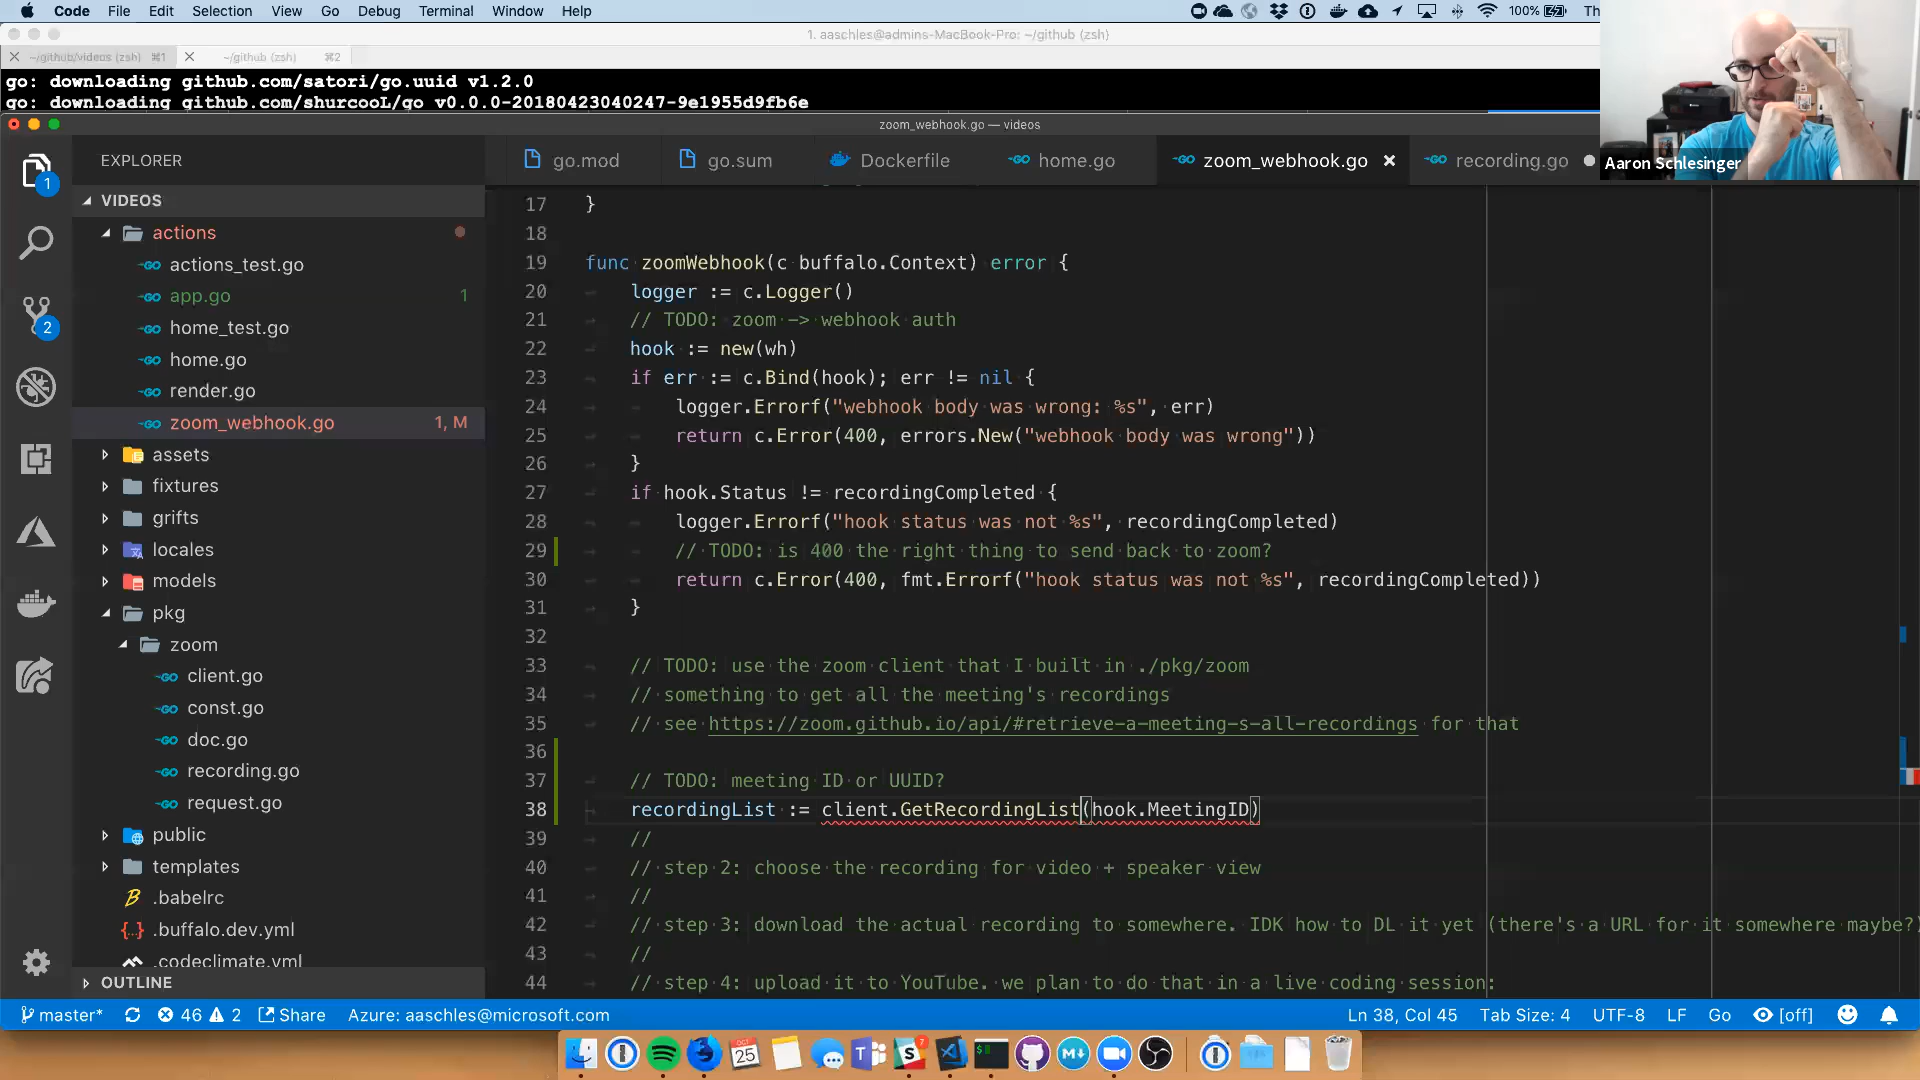 Code File Edit Selection View Go Debug Terminal Window Help 100% Th
1. aaschles@admins-MacBook-Pro: ~/github (zsh)
~/github/videos (zsh) ⌘1 ~/github (zsh) ⌘2
go: downloading github.com/satori/go.uuid v1.2.0
go: downloading github.com/shurcooL/go v0.0.0-20180423040247-9e1955d9fb6e
zoom_webhook.go — videos
Aaron Schlesinger
EXPLORER
go.mod go.sum Dockerfile home.go zoom_webhook.go recording.go
1
VIDEOS
actions
actions_test.go
app.go 1
home_test.go
2
home.go
render.go
zoom_webhook.go 1, M
assets
fixtures
grifts
locales
models
pkg
zoom
client.go
const.go
doc.go
recording.go
request.go
public
templates
.babelrc
.buffalo.dev.yml
.codeclimate.yml
OUTLINE
17 }
18
19 func zoomWebhook(c buffalo.Context) error {
20 logger := c.Logger()
21 // TODO: zoom -> webhook auth
22 hook := new(wh)
23 if err := c.Bind(hook); err != nil {
24 logger.Errorf("webhook body was wrong: %s", err)
25 return c.Error(400, errors.New("webhook body was wrong"))
26 }
27 if hook.Status != recordingCompleted {
28 logger.Errorf("hook status was not %s", recordingCompleted)
29 // TODO: is 400 the right thing to send back to zoom?
30 return c.Error(400, fmt.Errorf("hook status was not %s", recordingCompleted))
31 }
32
33 // TODO: use the zoom client that I built in ./pkg/zoom
34 // something to get all the meeting's recordings
35 // see https://zoom.github.io/api/#retrieve-a-meeting-s-all-recordings for that
36
37 // TODO: meeting ID or UUID?
38 recordingList := client.GetRecordingList(hook.MeetingID)
39 //
40 // step 2: choose the recording for video + speaker view
41 //
42 // step 3: download the actual recording to somewhere. IDK how to DL it yet (there's a URL for it somewhere maybe?)
43 //
44 // step 4: upload it to YouTube. we plan to do that in a live coding session:
master* 46 2 Share Azure: aaschles@microsoft.com Ln 38, Col 45 Tab Size: 4 UTF-8 LF Go [off]
OCT 25 7